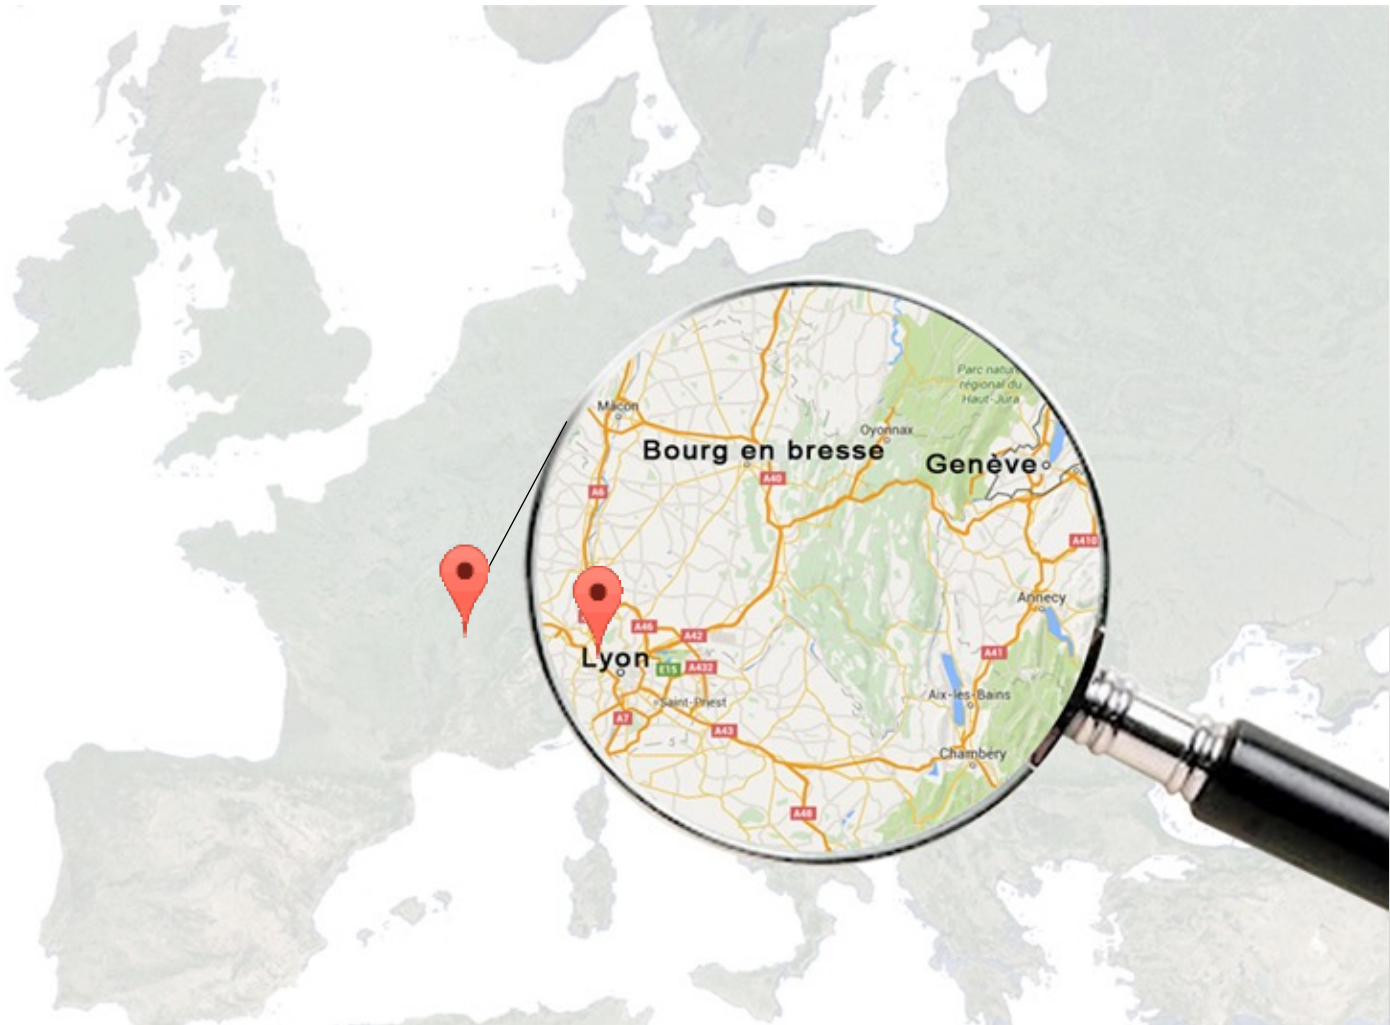 Parc nature
régional du
Haut-Jura
Mâcon
Oyonnax
Bourg en bresse
Genève
A40
A6
A410
Annecy
A46
A42
A41
Lyon
E15
A432
Aix-les-Bains
Saint-Priest
A7
A43
Chambéry
A48